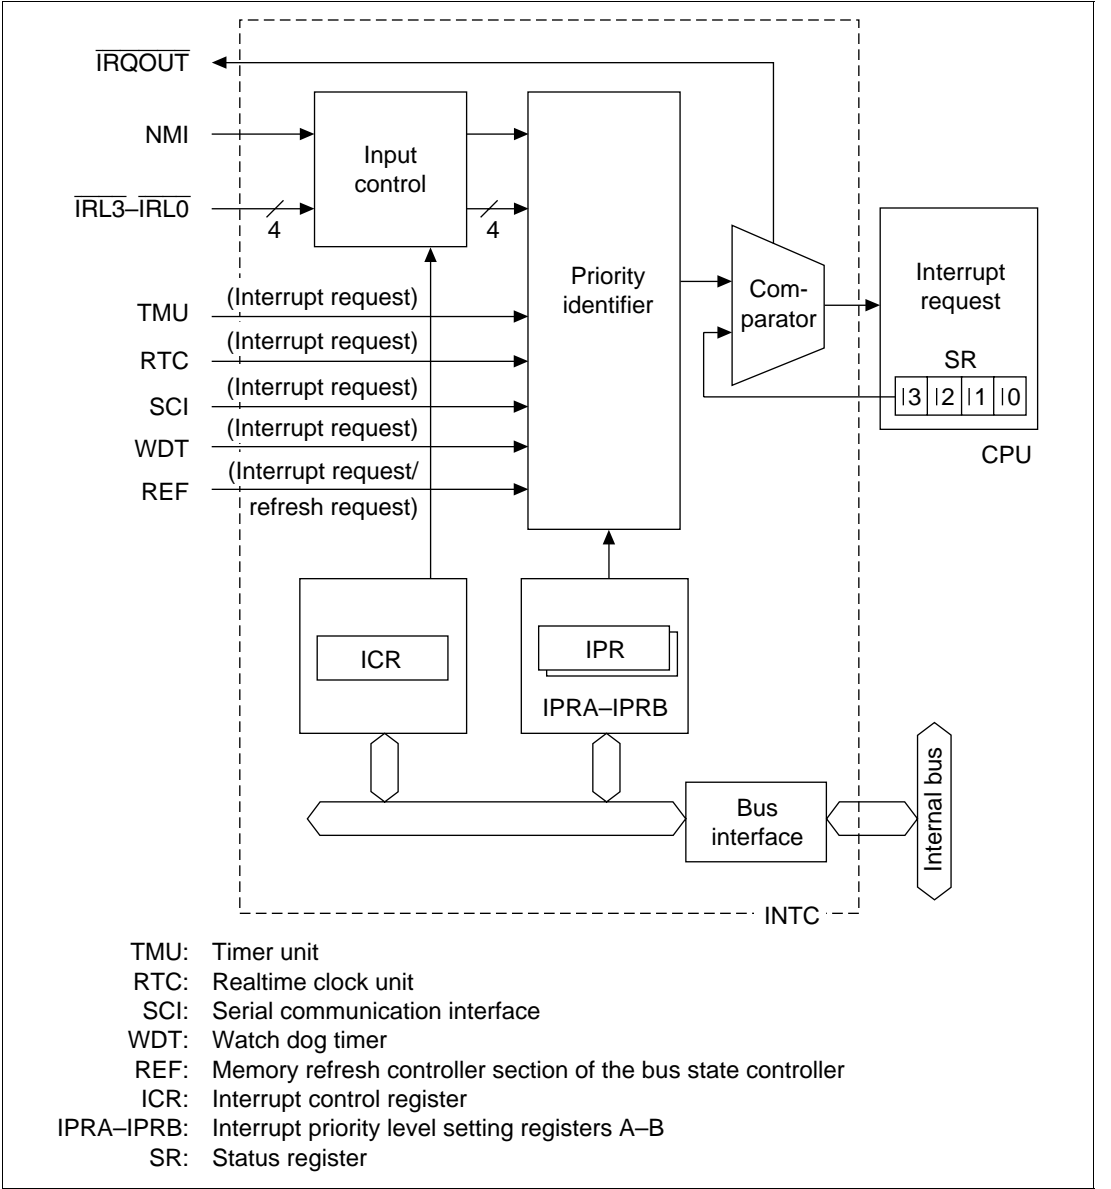 IRQOUT
NMI
Input
control
IRL3–IRL0
4
4
Priority
identifier
Com-
parator
Interrupt
request
SR
I3 I2 I1 I0
CPU
TMU (Interrupt request)
RTC (Interrupt request)
SCI (Interrupt request)
WDT (Interrupt request)
REF (Interrupt request/
refresh request)
ICR
IPR
IPRA–IPRB
Bus
interface
Internal bus
INTC
TMU: Timer unit
RTC: Realtime clock unit
SCI: Serial communication interface
WDT: Watch dog timer
REF: Memory refresh controller section of the bus state controller
ICR: Interrupt control register
IPRA–IPRB: Interrupt priority level setting registers A–B
SR: Status register